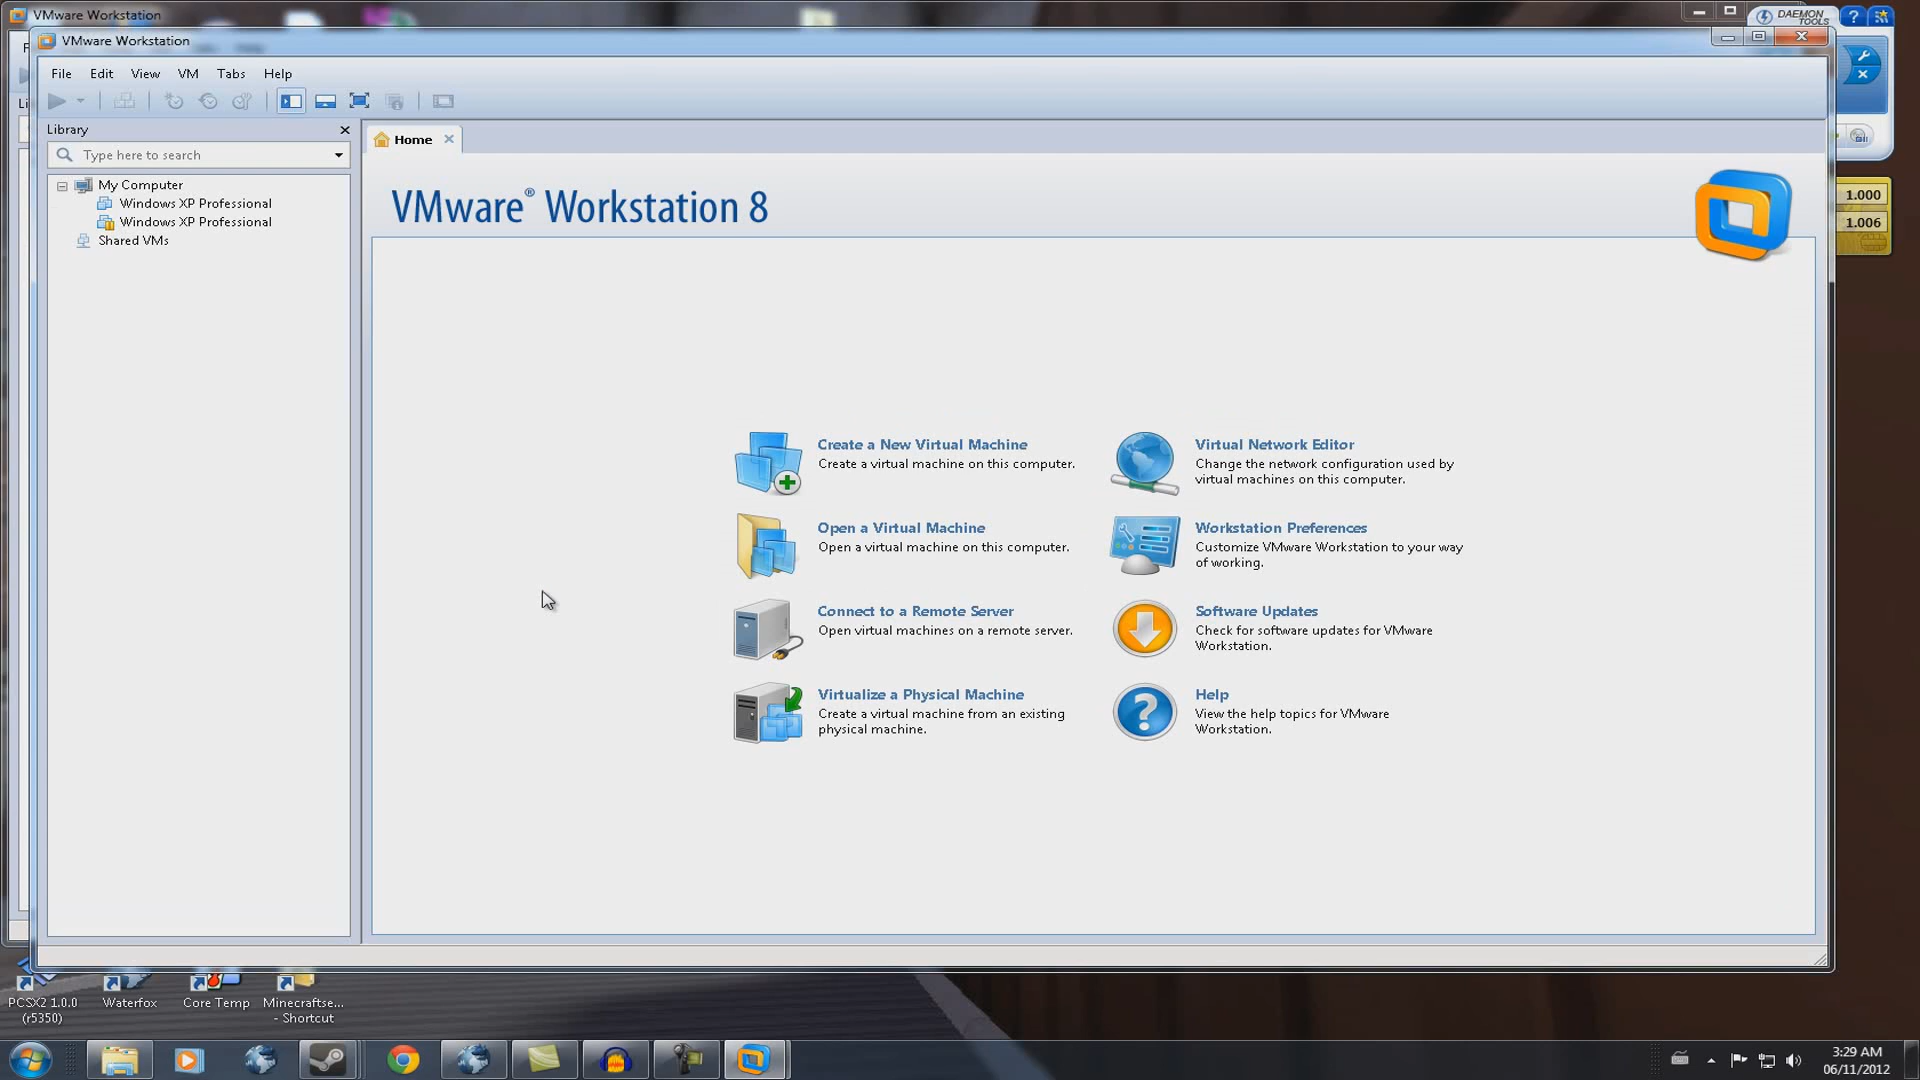 VMware Workstation
DAEMON
TOOLS
VMware Workstation
File Edit View VM Tabs Help
Library
Home
Type here to search
My Computer
Windows XP Professional
Windows XP Professional
Shared VMs
VMware® Workstation 8
1.000
1.006
Create a New Virtual Machine
Create a virtual machine on this computer.
Open a Virtual Machine
Open a virtual machine on this computer.
Connect to a Remote Server
Open virtual machines on a remote server.
Virtualize a Physical Machine
Create a virtual machine from an existing
physical machine.
Virtual Network Editor
Change the network configuration used by
virtual machines on this computer.
Workstation Preferences
Customize VMware Workstation to your way
of working.
Software Updates
Check for software updates for VMware
Workstation.
Help
View the help topics for VMware
Workstation.
PCSX2 1.0.0
(r5350)
Waterfox
Core Temp
Minecraftse...
- Shortcut
3:29 AM
06/11/2012